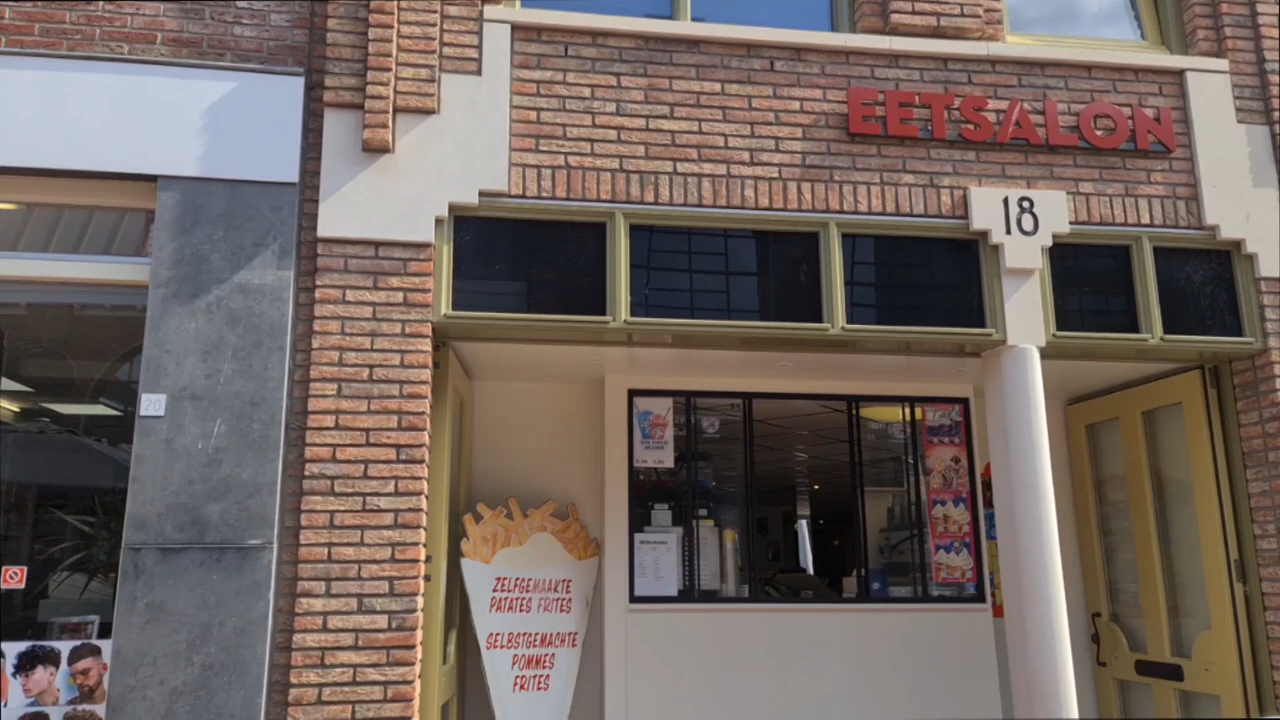 EETSALON
18
20
ZELFGEMAAKTE
PATATES FRITES
SELBSTGEMACHTE
POMMES
FRITES